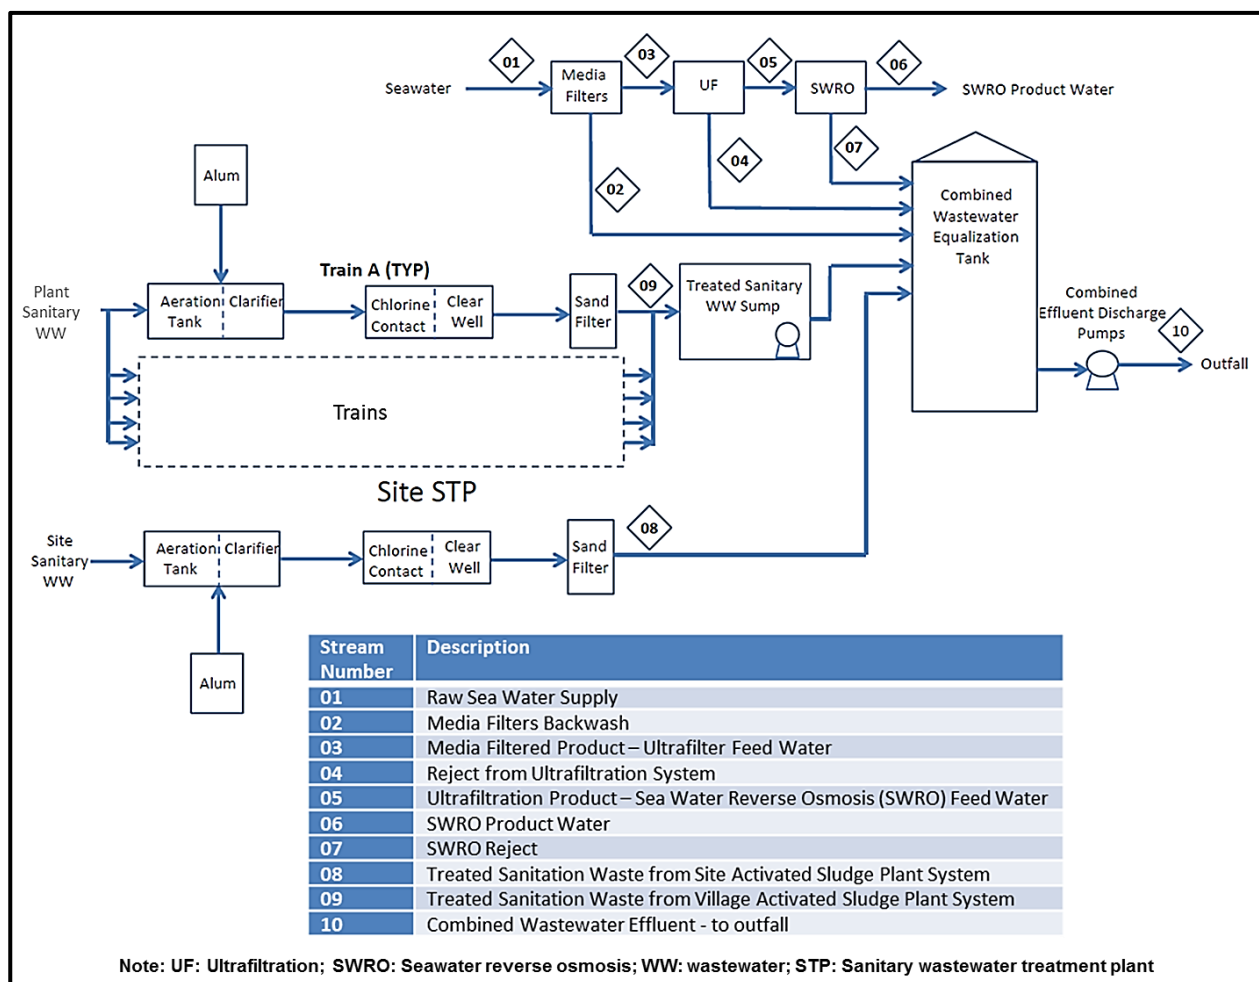 01
03
05
06
Seawater
Media
Filters
UF
SWRO
SWRO Product Water
02
04
07
Alum
Combined
Wastewater
Equalization
Tank
Train A (TYP)
Plant
Sanitary
WW
Aeration
Tank
Clarifier
Chlorine
Contact
Clear
Well
Sand
Filter
09
Treated Sanitary
WW Sump
Combined
Effluent Discharge
Pumps
10
Outfall
Trains
Site STP
Site
Sanitary
WW
Aeration
Tank
Clarifier
Chlorine
Contact
Clear
Well
Sand
Filter
08
Alum
Stream
Number
Description
01 Raw Sea Water Supply
02 Media Filters Backwash
03 Media Filtered Product – Ultrafilter Feed Water
04 Reject from Ultrafiltration System
05 Ultrafiltration Product – Sea Water Reverse Osmosis (SWRO) Feed Water
06 SWRO Product Water
07 SWRO Reject
08 Treated Sanitation Waste from Site Activated Sludge Plant System
09 Treated Sanitation Waste from Village Activated Sludge Plant System
10 Combined Wastewater Effluent - to outfall
Note: UF: Ultrafiltration; SWRO: Seawater reverse osmosis; WW: wastewater; STP: Sanitary wastewater treatment plant